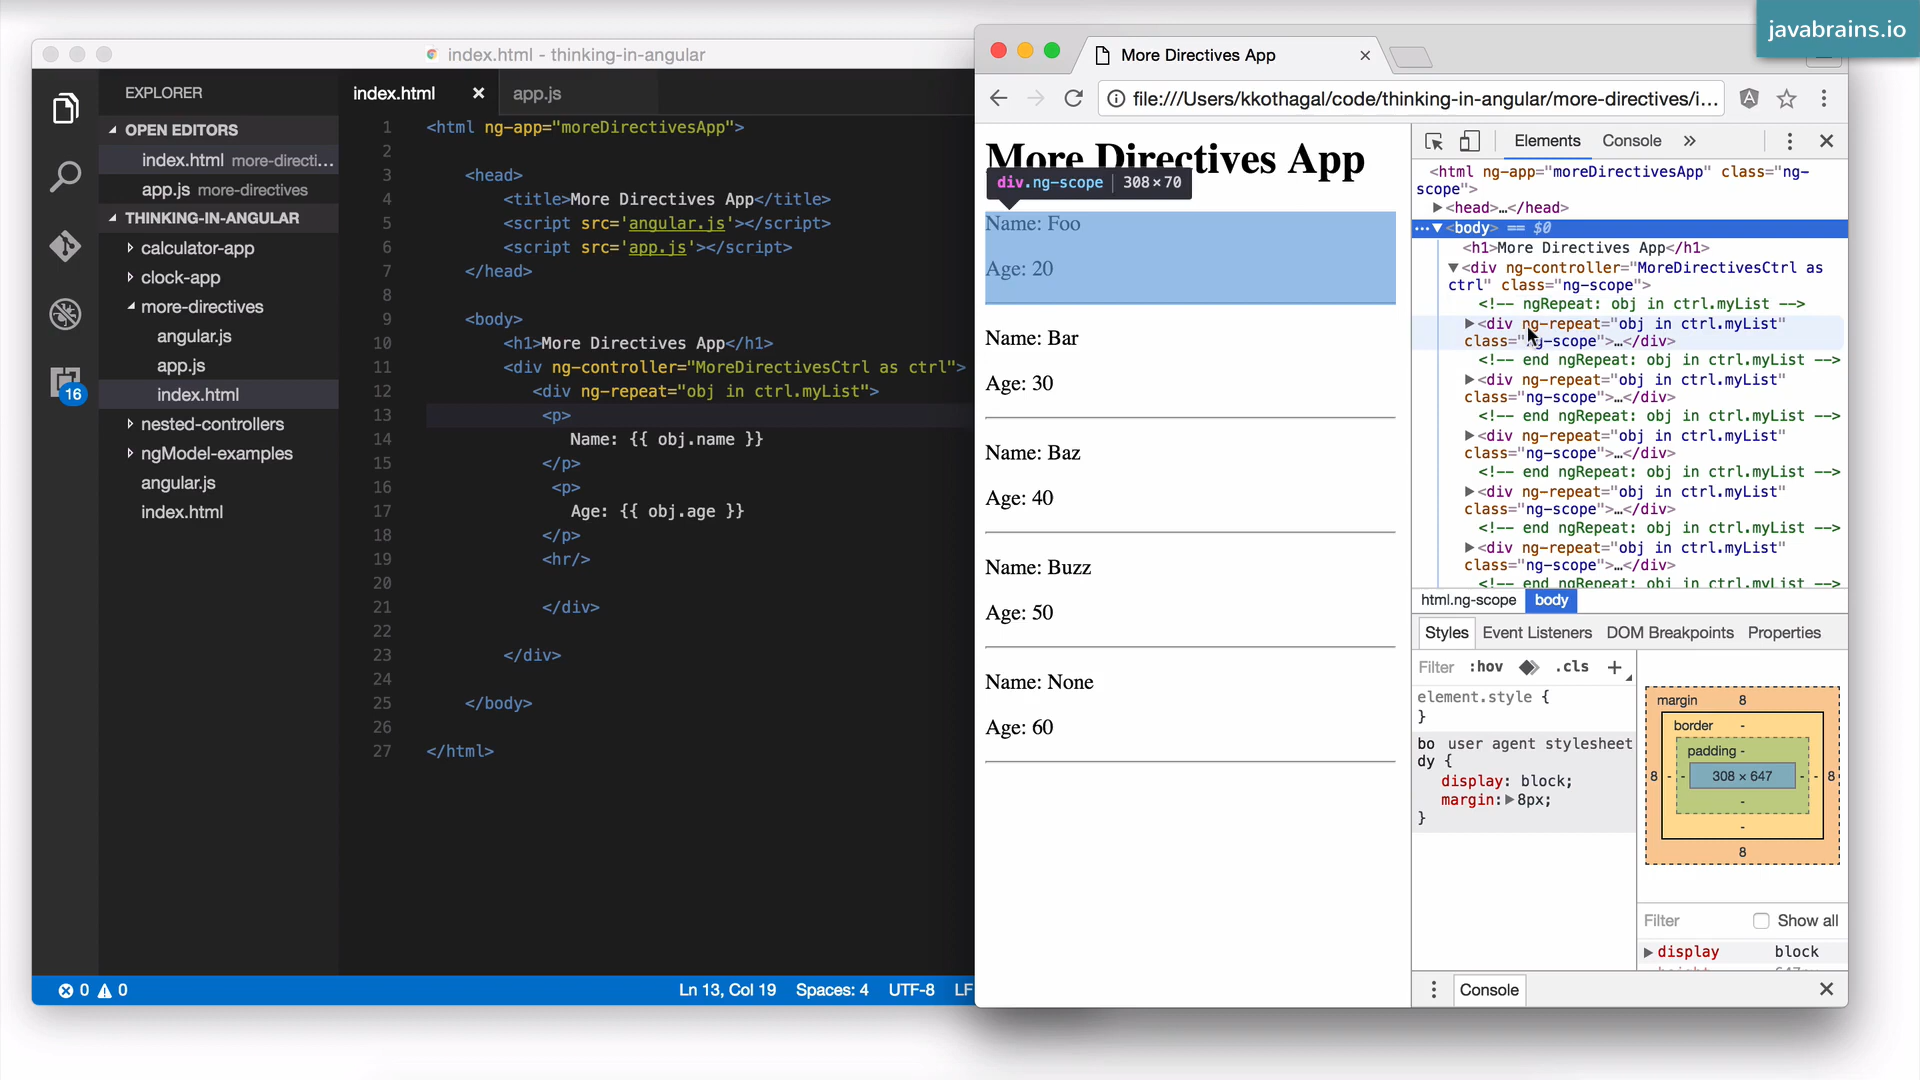 javabrains.io
index.html - thinking-in-angular
EXPLORER
OPEN EDITORS
index.html more-directi...
app.js more-directives
THINKING-IN-ANGULAR
calculator-app
clock-app
more-directives
angular.js
app.js
index.html
nested-controllers
ngModel-examples
angular.js
index.html
16
index.html
app.js
1 <html ng-app="moreDirectivesApp">
2
3 <head>
4 <title>More Directives App</title>
5 <script src='angular.js'></script>
6 <script src='app.js'></script>
7 </head>
8
9 <body>
10 <h1>More Directives App</h1>
11 <div ng-controller="MoreDirectivesCtrl as ctrl">
12 <div ng-repeat="obj in ctrl.myList">
13 <p>
14 Name: {{ obj.name }}
15 </p>
16 <p>
17 Age: {{ obj.age }}
18 </p>
19 <hr/>
20
21 </div>
22
23 </div>
24
25 </body>
26
27 </html>
0 0
Ln 13, Col 19 Spaces: 4 UTF-8 LF
More Directives App
file:///Users/kkothagal/code/thinking-in-angular/more-directives/i...
More Directives App
div.ng-scope 308×70
Name: Foo
Age: 20
Name: Bar
Age: 30
Name: Baz
Age: 40
Name: Buzz
Age: 50
Name: None
Age: 60
Elements Console »
<html ng-app="moreDirectivesApp" class="ng-
scope">
<head>…</head>
<body> == $0
<h1>More Directives App</h1>
<div ng-controller="MoreDirectivesCtrl as
ctrl" class="ng-scope">
<!-- ngRepeat: obj in ctrl.myList -->
<div ng-repeat="obj in ctrl.myList"
class="ng-scope">…</div>
<!-- end ngRepeat: obj in ctrl.myList -->
<div ng-repeat="obj in ctrl.myList"
class="ng-scope">…</div>
<!-- end ngRepeat: obj in ctrl.myList -->
<div ng-repeat="obj in ctrl.myList"
class="ng-scope">…</div>
<!-- end ngRepeat: obj in ctrl.myList -->
<div ng-repeat="obj in ctrl.myList"
class="ng-scope">…</div>
<!-- end ngRepeat: obj in ctrl.myList -->
<div ng-repeat="obj in ctrl.myList"
class="ng-scope">…</div>
<!-- end ngRepeat: obj in ctrl.myList -->
html.ng-scope body
Styles Event Listeners DOM Breakpoints Properties
Filter :hov .cls +
element.style {
}
bo user agent stylesheet
dy {
display: block;
margin: 8px;
}
margin 8
border -
padding -
8 - - 308 × 647 - - 8
-
-
8
Filter Show all
display block
Console